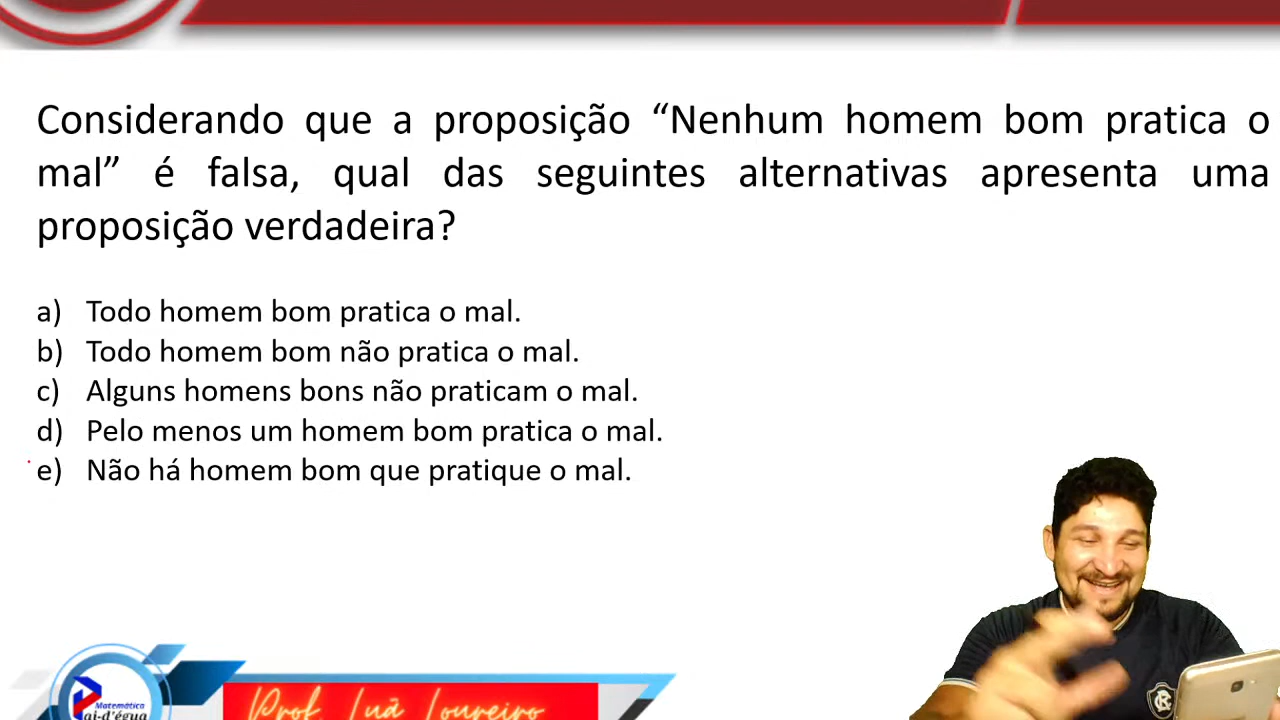 Considerando que a proposição “Nenhum homem bom pratica o
mal” é falsa, qual das seguintes alternativas apresenta uma
proposição verdadeira?
a) Todo homem bom pratica o mal.
b) Todo homem bom não pratica o mal.
c) Alguns homens bons não praticam o mal.
d) Pelo menos um homem bom pratica o mal.
e) Não há homem bom que pratique o mal.
Matemática
ai-d'égua
Prof. Luã Loureiro